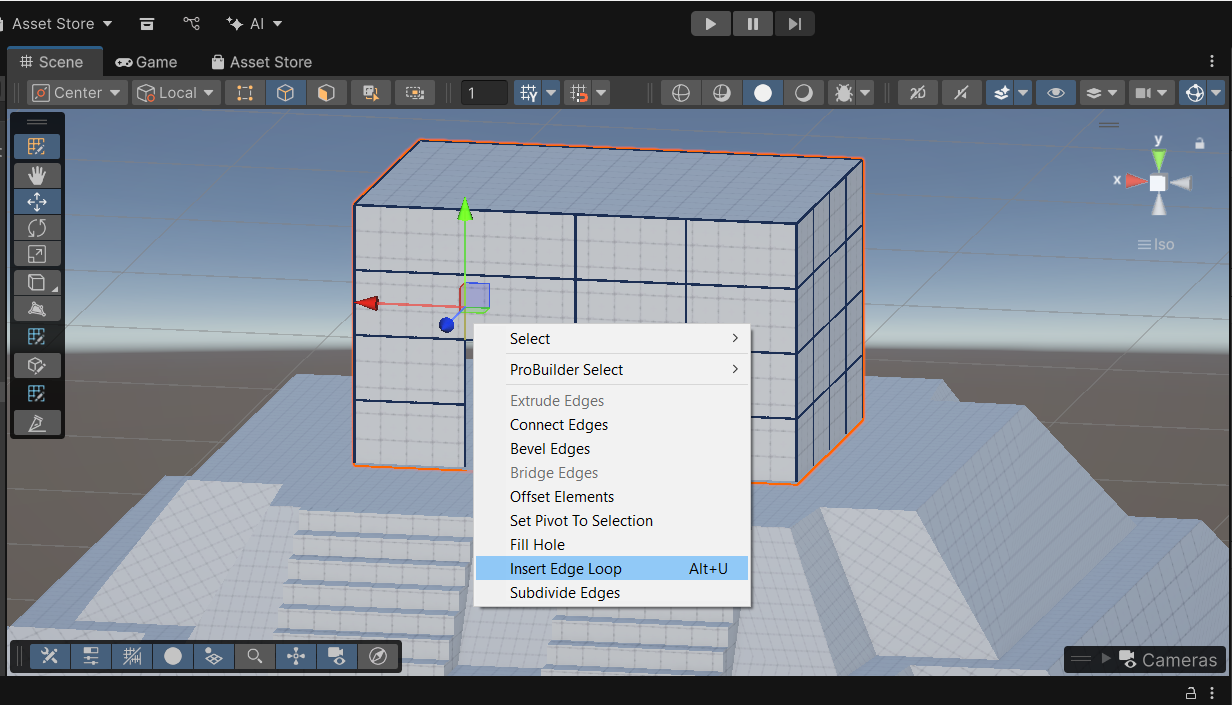 Asset Store
AI
Scene
Game
Asset Store
Center
Local
1
2D
y
x
Iso
Select
ProBuilder Select
Extrude Edges
Connect Edges
Bevel Edges
Bridge Edges
Offset Elements
Set Pivot To Selection
Fill Hole
Insert Edge Loop Alt+U
Subdivide Edges
Cameras